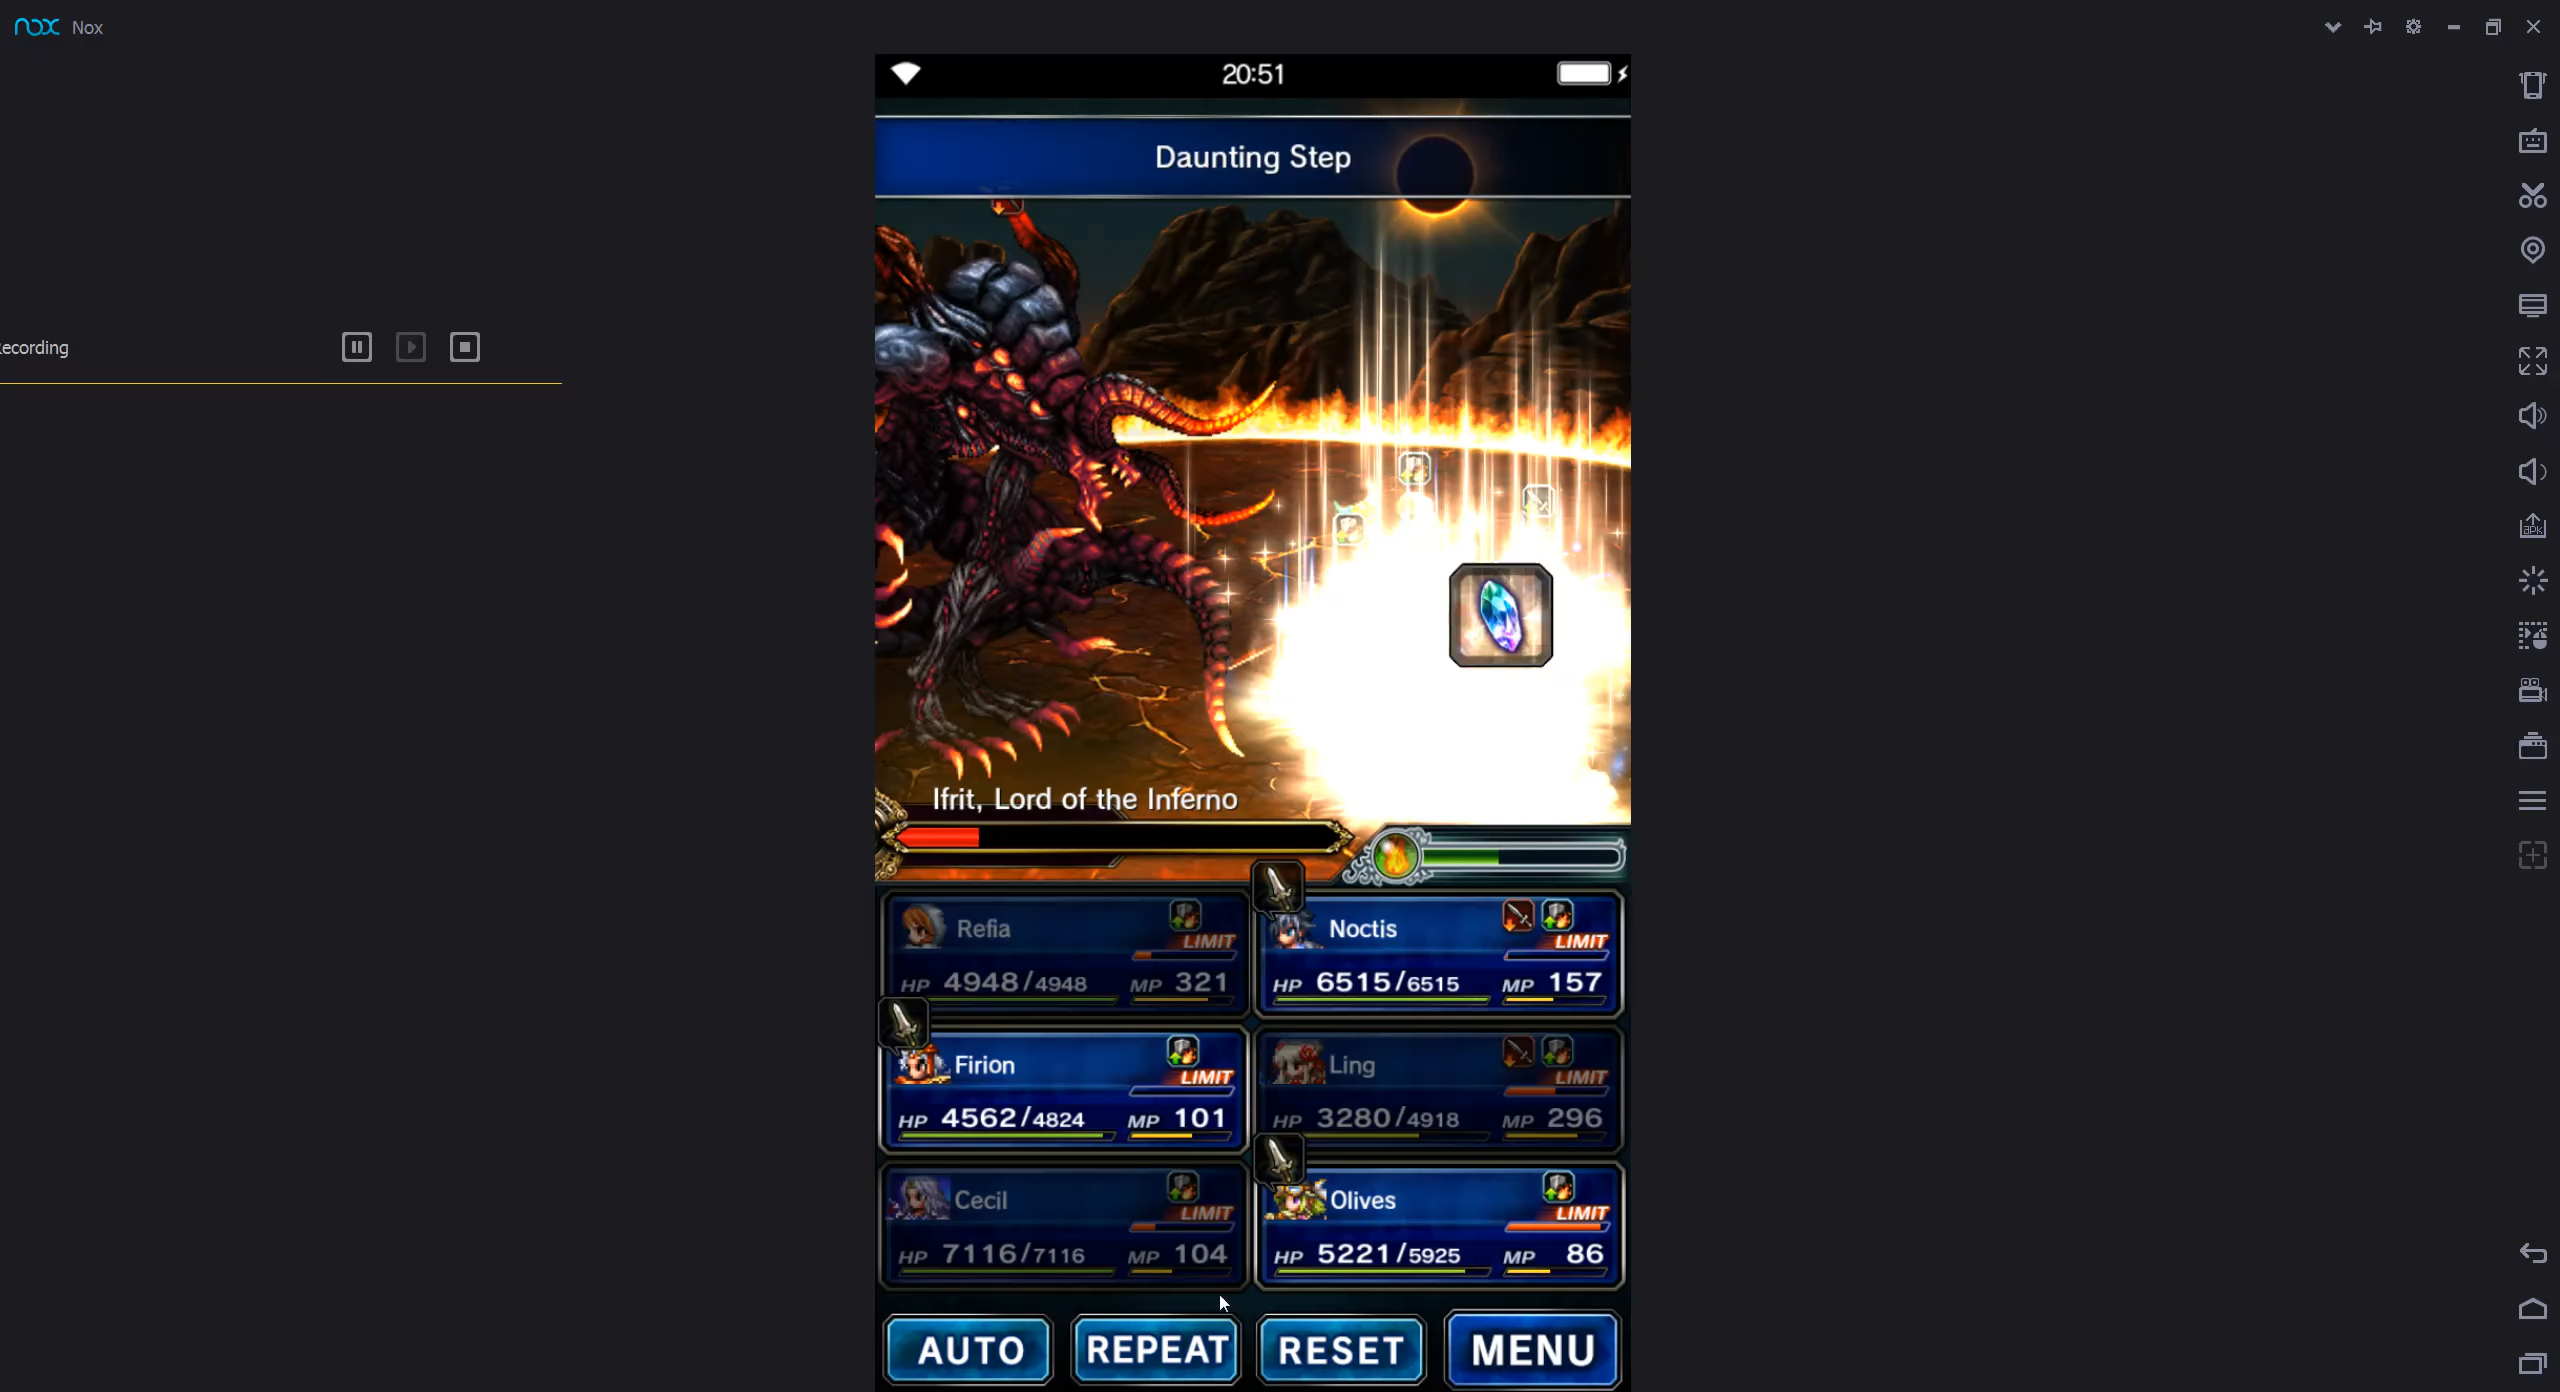 nox Nox
20:51
Daunting Step
ecording
apk
Ifrit, Lord of the Inferno
Refia
LIMIT
HP 4948/4948 MP 321
Noctis
LIMIT
HP 6515/6515 MP 157
Firion
LIMIT
HP 4562/4824 MP 101
Ling
LIMIT
HP 3280/4918 MP 296
Cecil
LIMIT
HP 7116/7116 MP 104
Olives
LIMIT
HP 5221/5925 MP 86
AUTO REPEAT RESET MENU